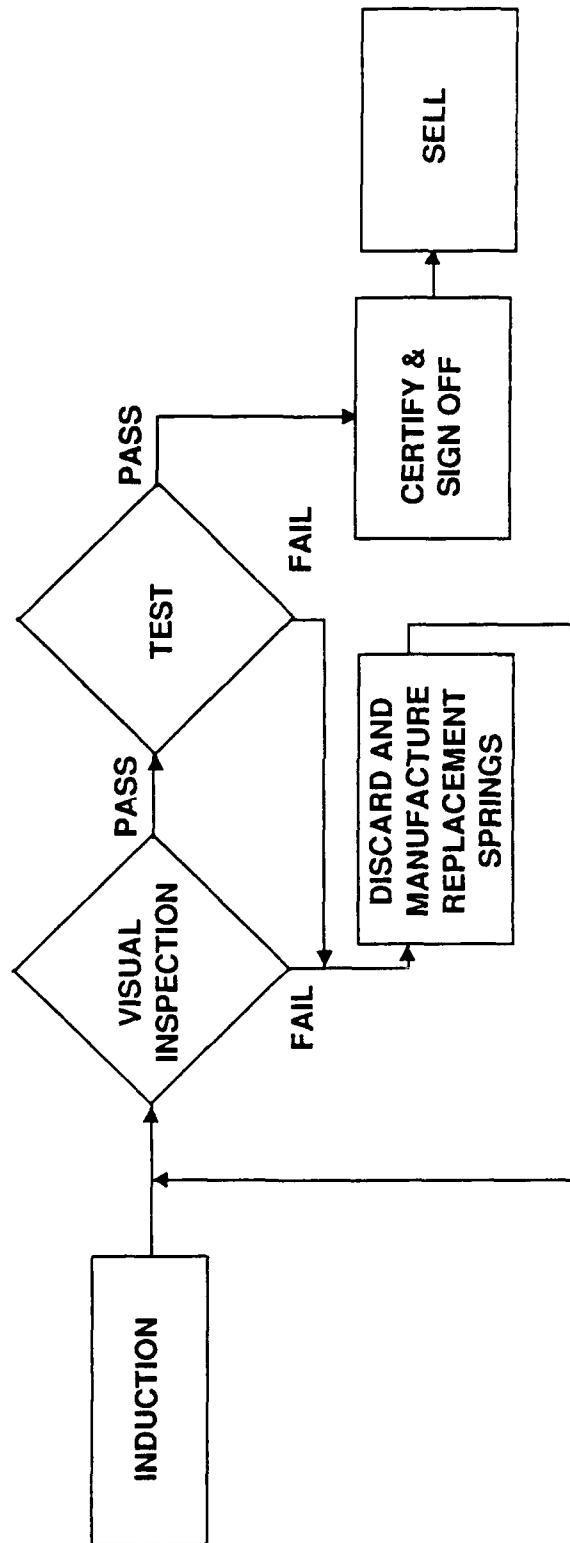 INDUCTION
VISUAL
INSPECTION
PASS
FAIL
TEST
PASS
FAIL
DISCARD AND
MANUFACTURE
REPLACEMENT
SPRINGS
CERTIFY &
SIGN OFF
SELL